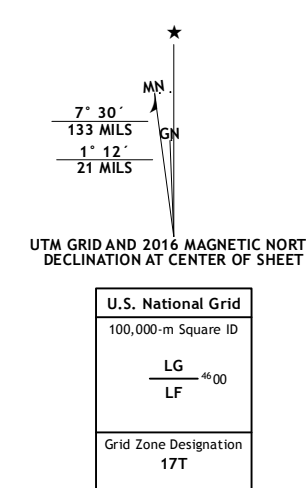 ★
MN
7° 30´
133 MILS
GN
1° 12´
21 MILS
UTM GRID AND 2016 MAGNETIC NORT
DECLINATION AT CENTER OF SHEET
U.S. National Grid
100,000-m Square ID
LG
4600
LF
Grid Zone Designation
17T